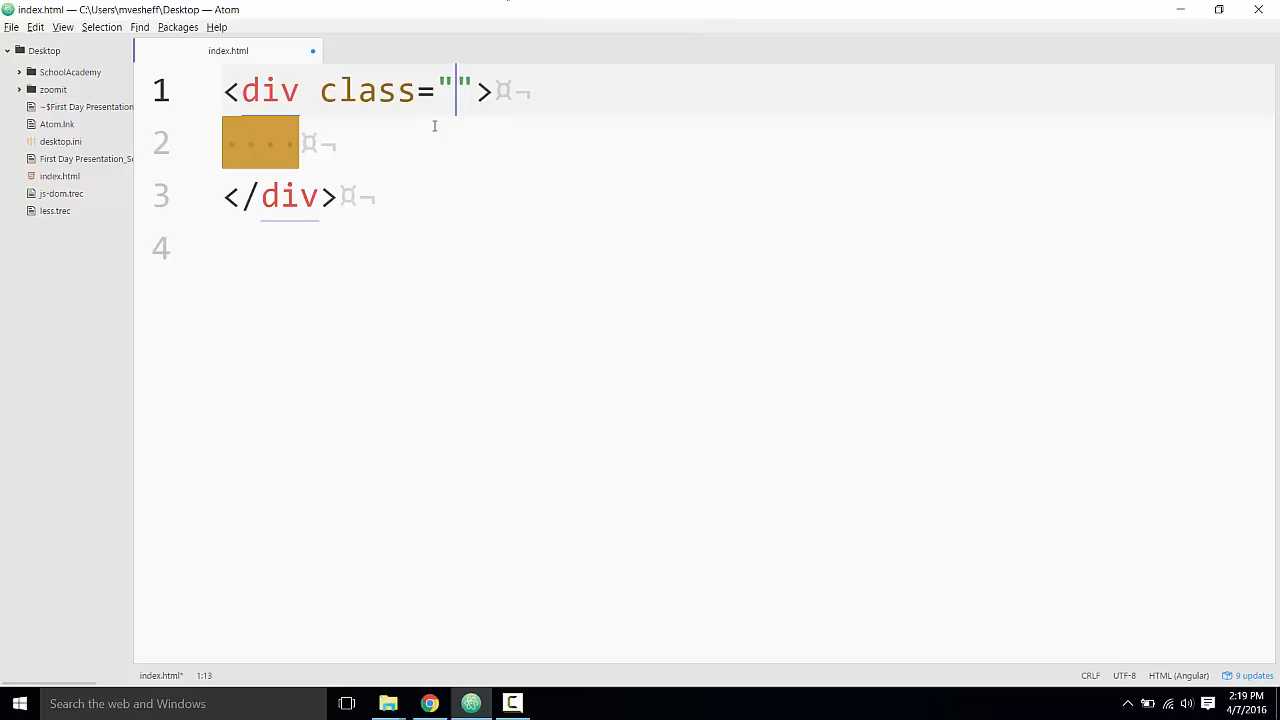 index.html — C:\Users\mvesheff\Desktop — Atom
File Edit View Selection Find Packages Help
Desktop
SchoolAcademy
zoomit
~$First Day Presentation
Atom.lnk
desktop.ini
First Day Presentation_Se
index.html
js-dom.trec
less.trec
index.html
1 <div class="">¤¬
2 ····¤¬
3 </div>¤¬
4
index.html* 1:13 CRLF UTF-8 HTML (Angular) 9 updates
Search the web and Windows
2:19 PM
4/7/2016